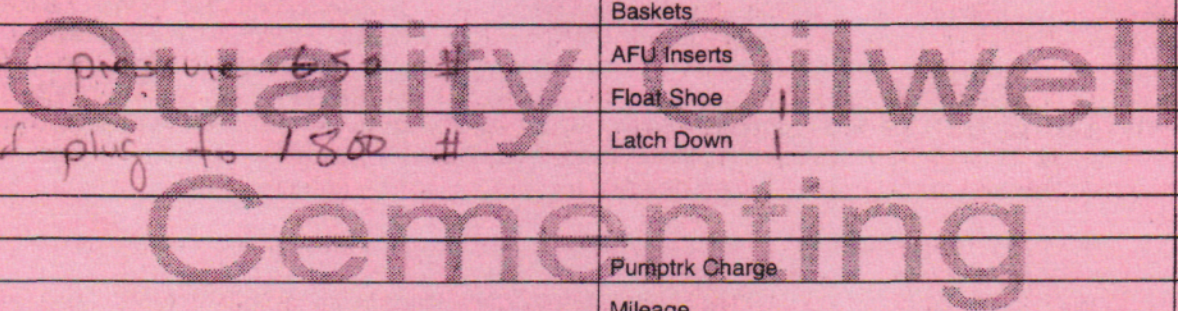 Baskets
pressure 650 # AFU Inserts
Float Shoe 1
plug to 1800 # Latch Down 1
Quality Oilwell
Cementing
Pumptrk Charge
Mileage